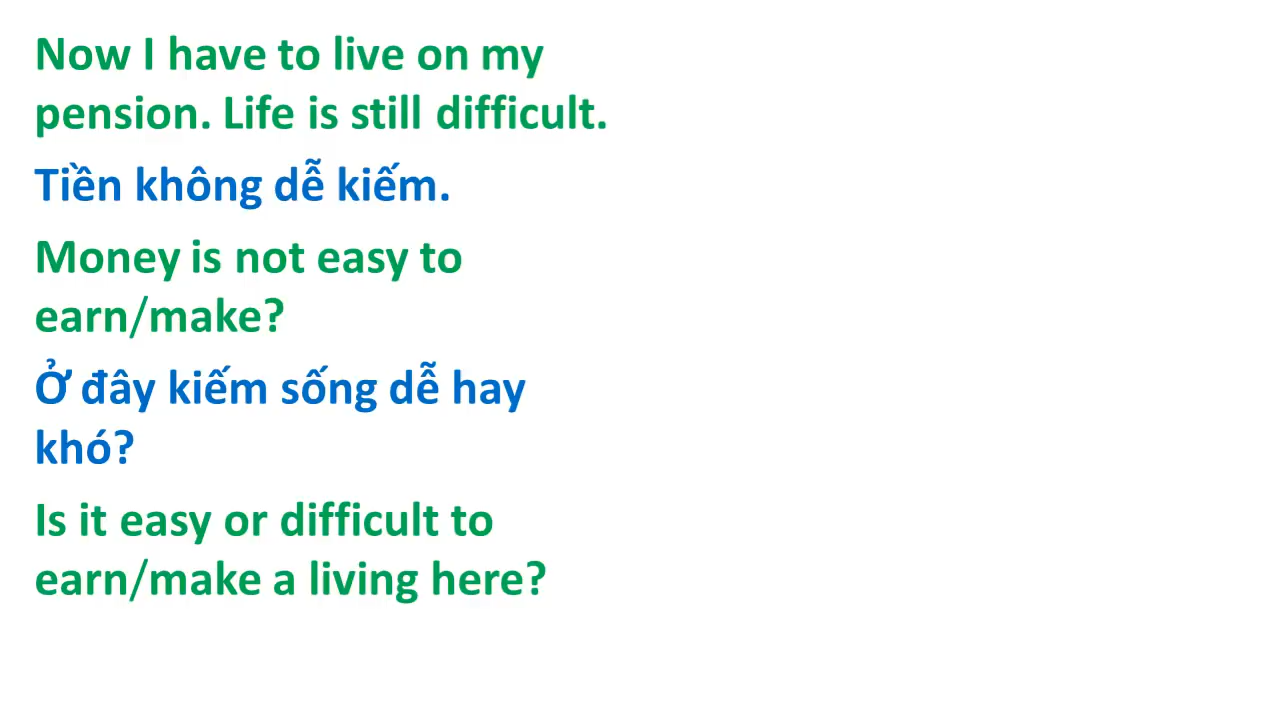 Now I have to live on my
pension. Life is still difficult.
Tiền không dễ kiếm.
Money is not easy to
earn/make?
Ở đây kiếm sống dễ hay
khó?
Is it easy or difficult to
earn/make a living here?